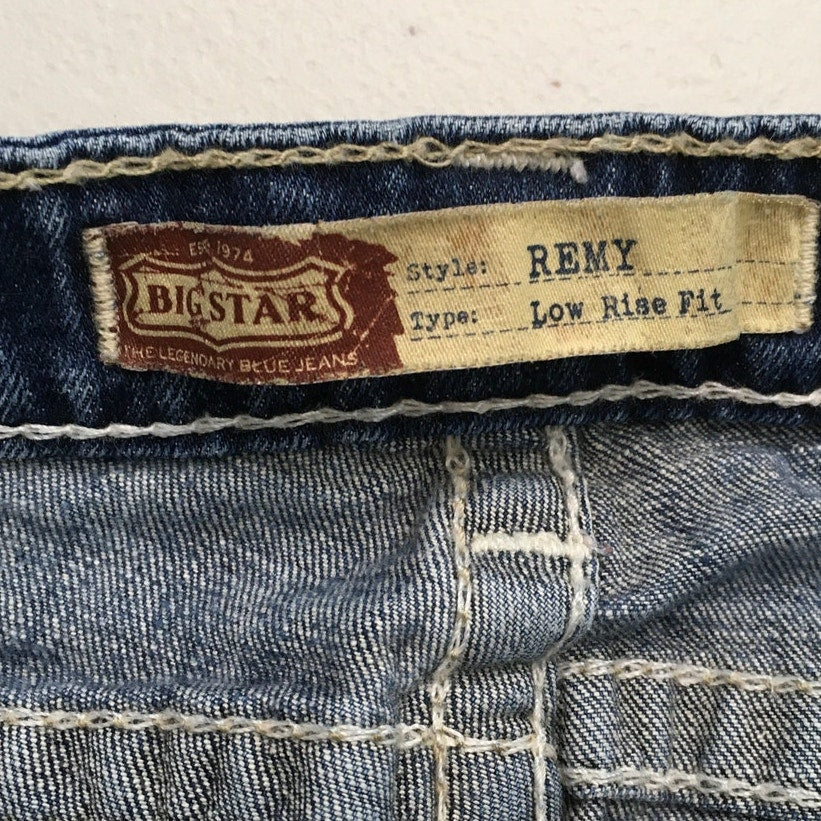 EST. 1974
BIG STAR
THE LEGENDARY BLUE JEANS
Style: REMY
Type: Low Rise Fit